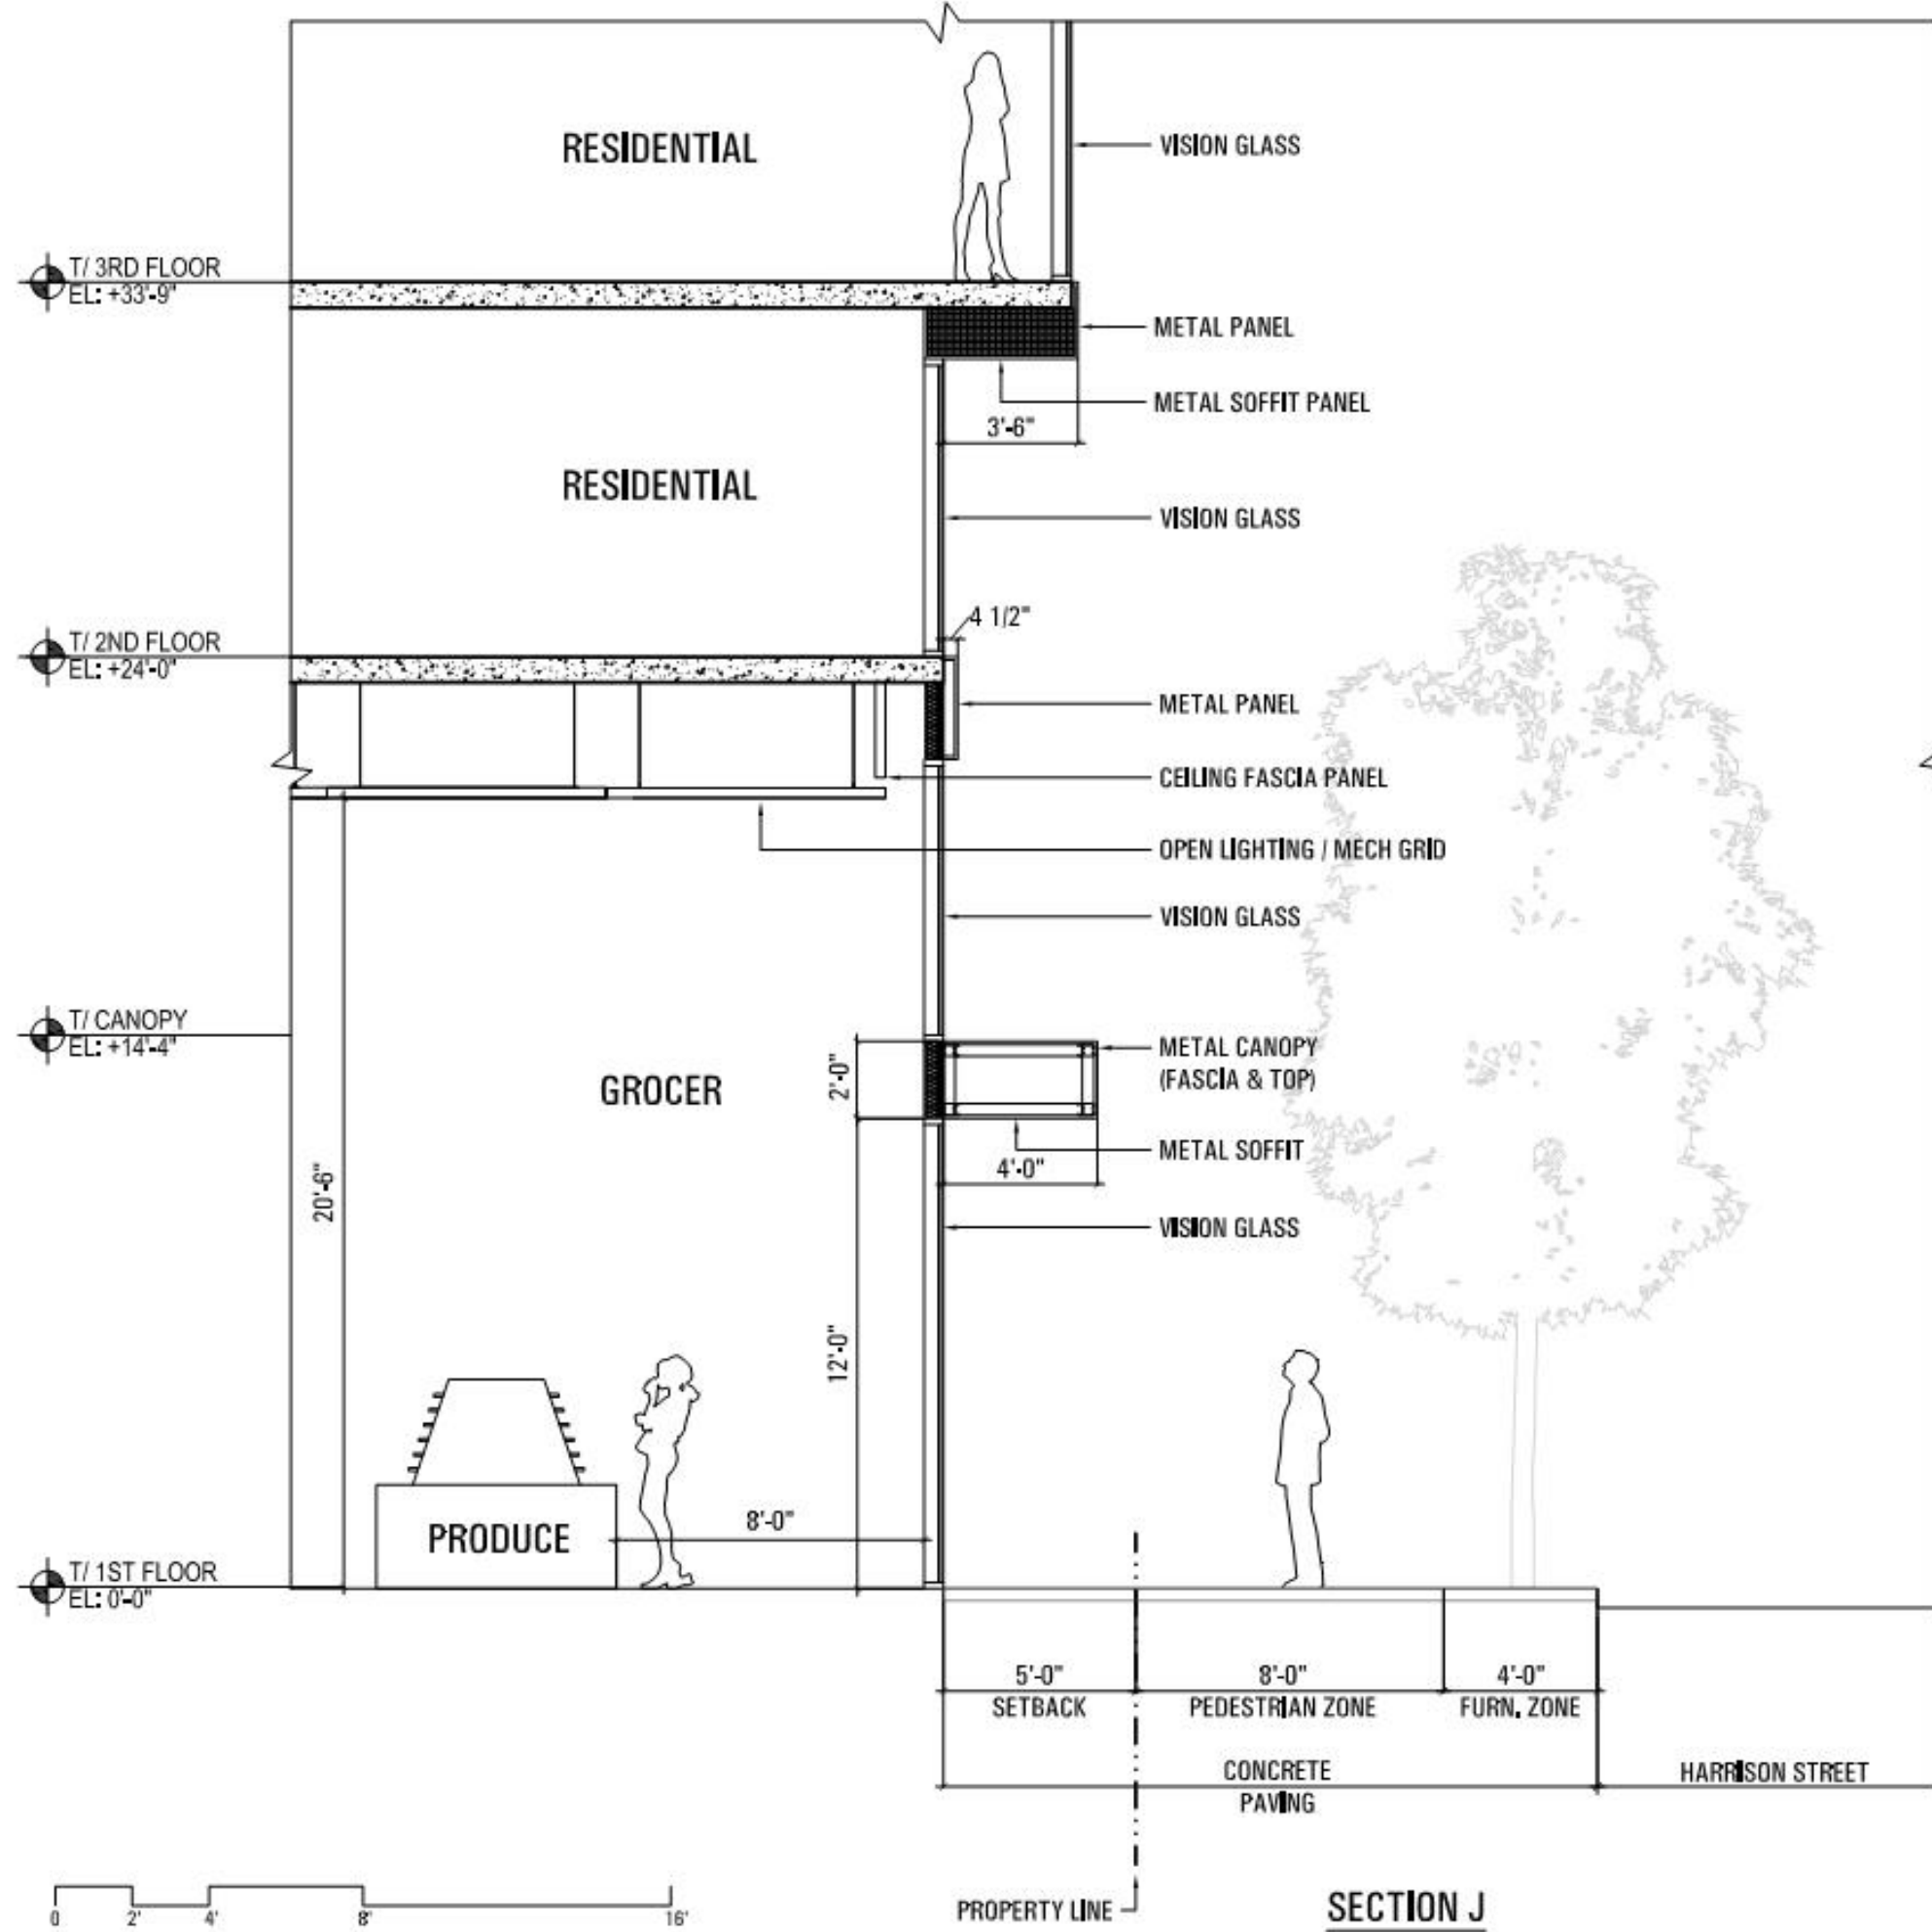 RESIDENTIAL
VISION GLASS
T/ 3RD FLOOR
EL: +33'-9"
METAL PANEL
METAL SOFFIT PANEL
3'-6"
RESIDENTIAL
VISION GLASS
4 1/2"
T/ 2ND FLOOR
EL: +24'-0"
METAL PANEL
CEILING FASCIA PANEL
OPEN LIGHTING / MECH GRID
VISION GLASS
T/ CANOPY
EL: +14'-4"
METAL CANOPY
(FASCIA & TOP)
2'-0"
GROCER
METAL SOFFIT
4'-0"
20'-6"
VISION GLASS
12'-0"
8'-0"
PRODUCE
T/ 1ST FLOOR
EL: 0'-0"
5'-0"
SETBACK
8'-0"
PEDESTRIAN ZONE
4'-0"
FURN. ZONE
CONCRETE
PAVING
HARRISON STREET
0 2' 4' 8' 16'
PROPERTY LINE
SECTION J